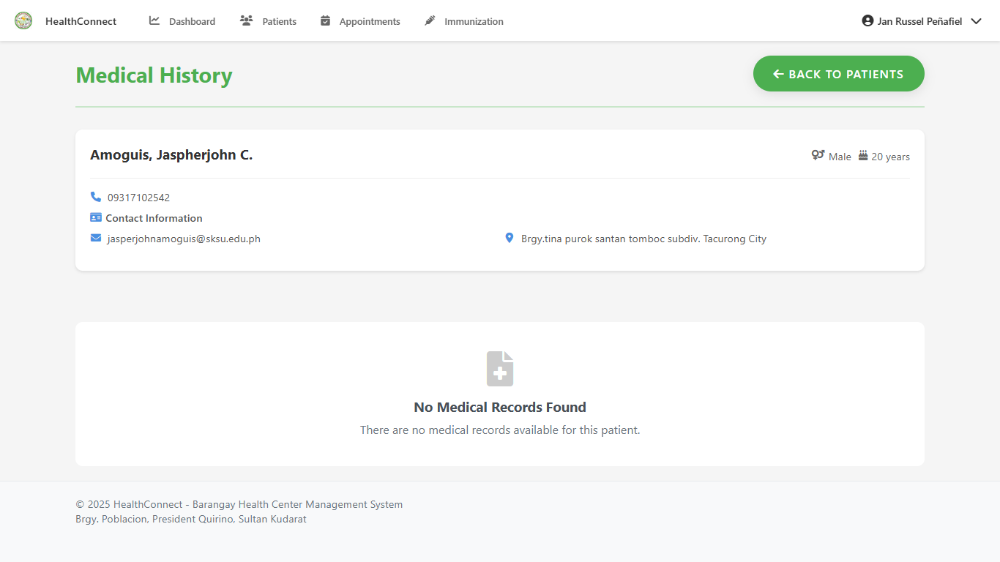 HealthConnect Dashboard Patients Appointments Immunization Jan Russel Peñafiel
Medical History
BACK TO PATIENTS
Amoguis, Jaspherjohn C.
Male 20 years
09317102542
Contact Information
jasperjohnamoguis@sksu.edu.ph
Brgy.tina purok santan tomboc subdiv. Tacurong City
No Medical Records Found
There are no medical records available for this patient.
© 2025 HealthConnect - Barangay Health Center Management System
Brgy. Poblacion, President Quirino, Sultan Kudarat